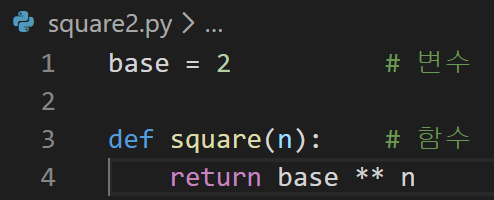 square2.py > ...
1 base = 2 # 변수
2
3 def square(n): # 함수
4 return base ** n